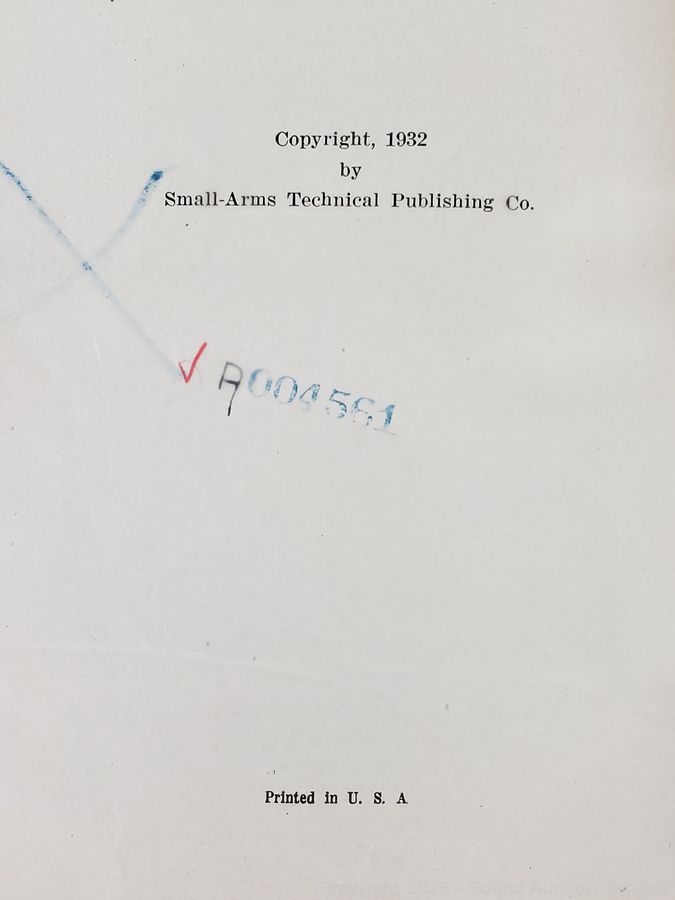 Copyright, 1932
by
Small-Arms Technical Publishing Co.
A004561
Printed in U. S. A
Copyright 2026 - Sound Auction Service